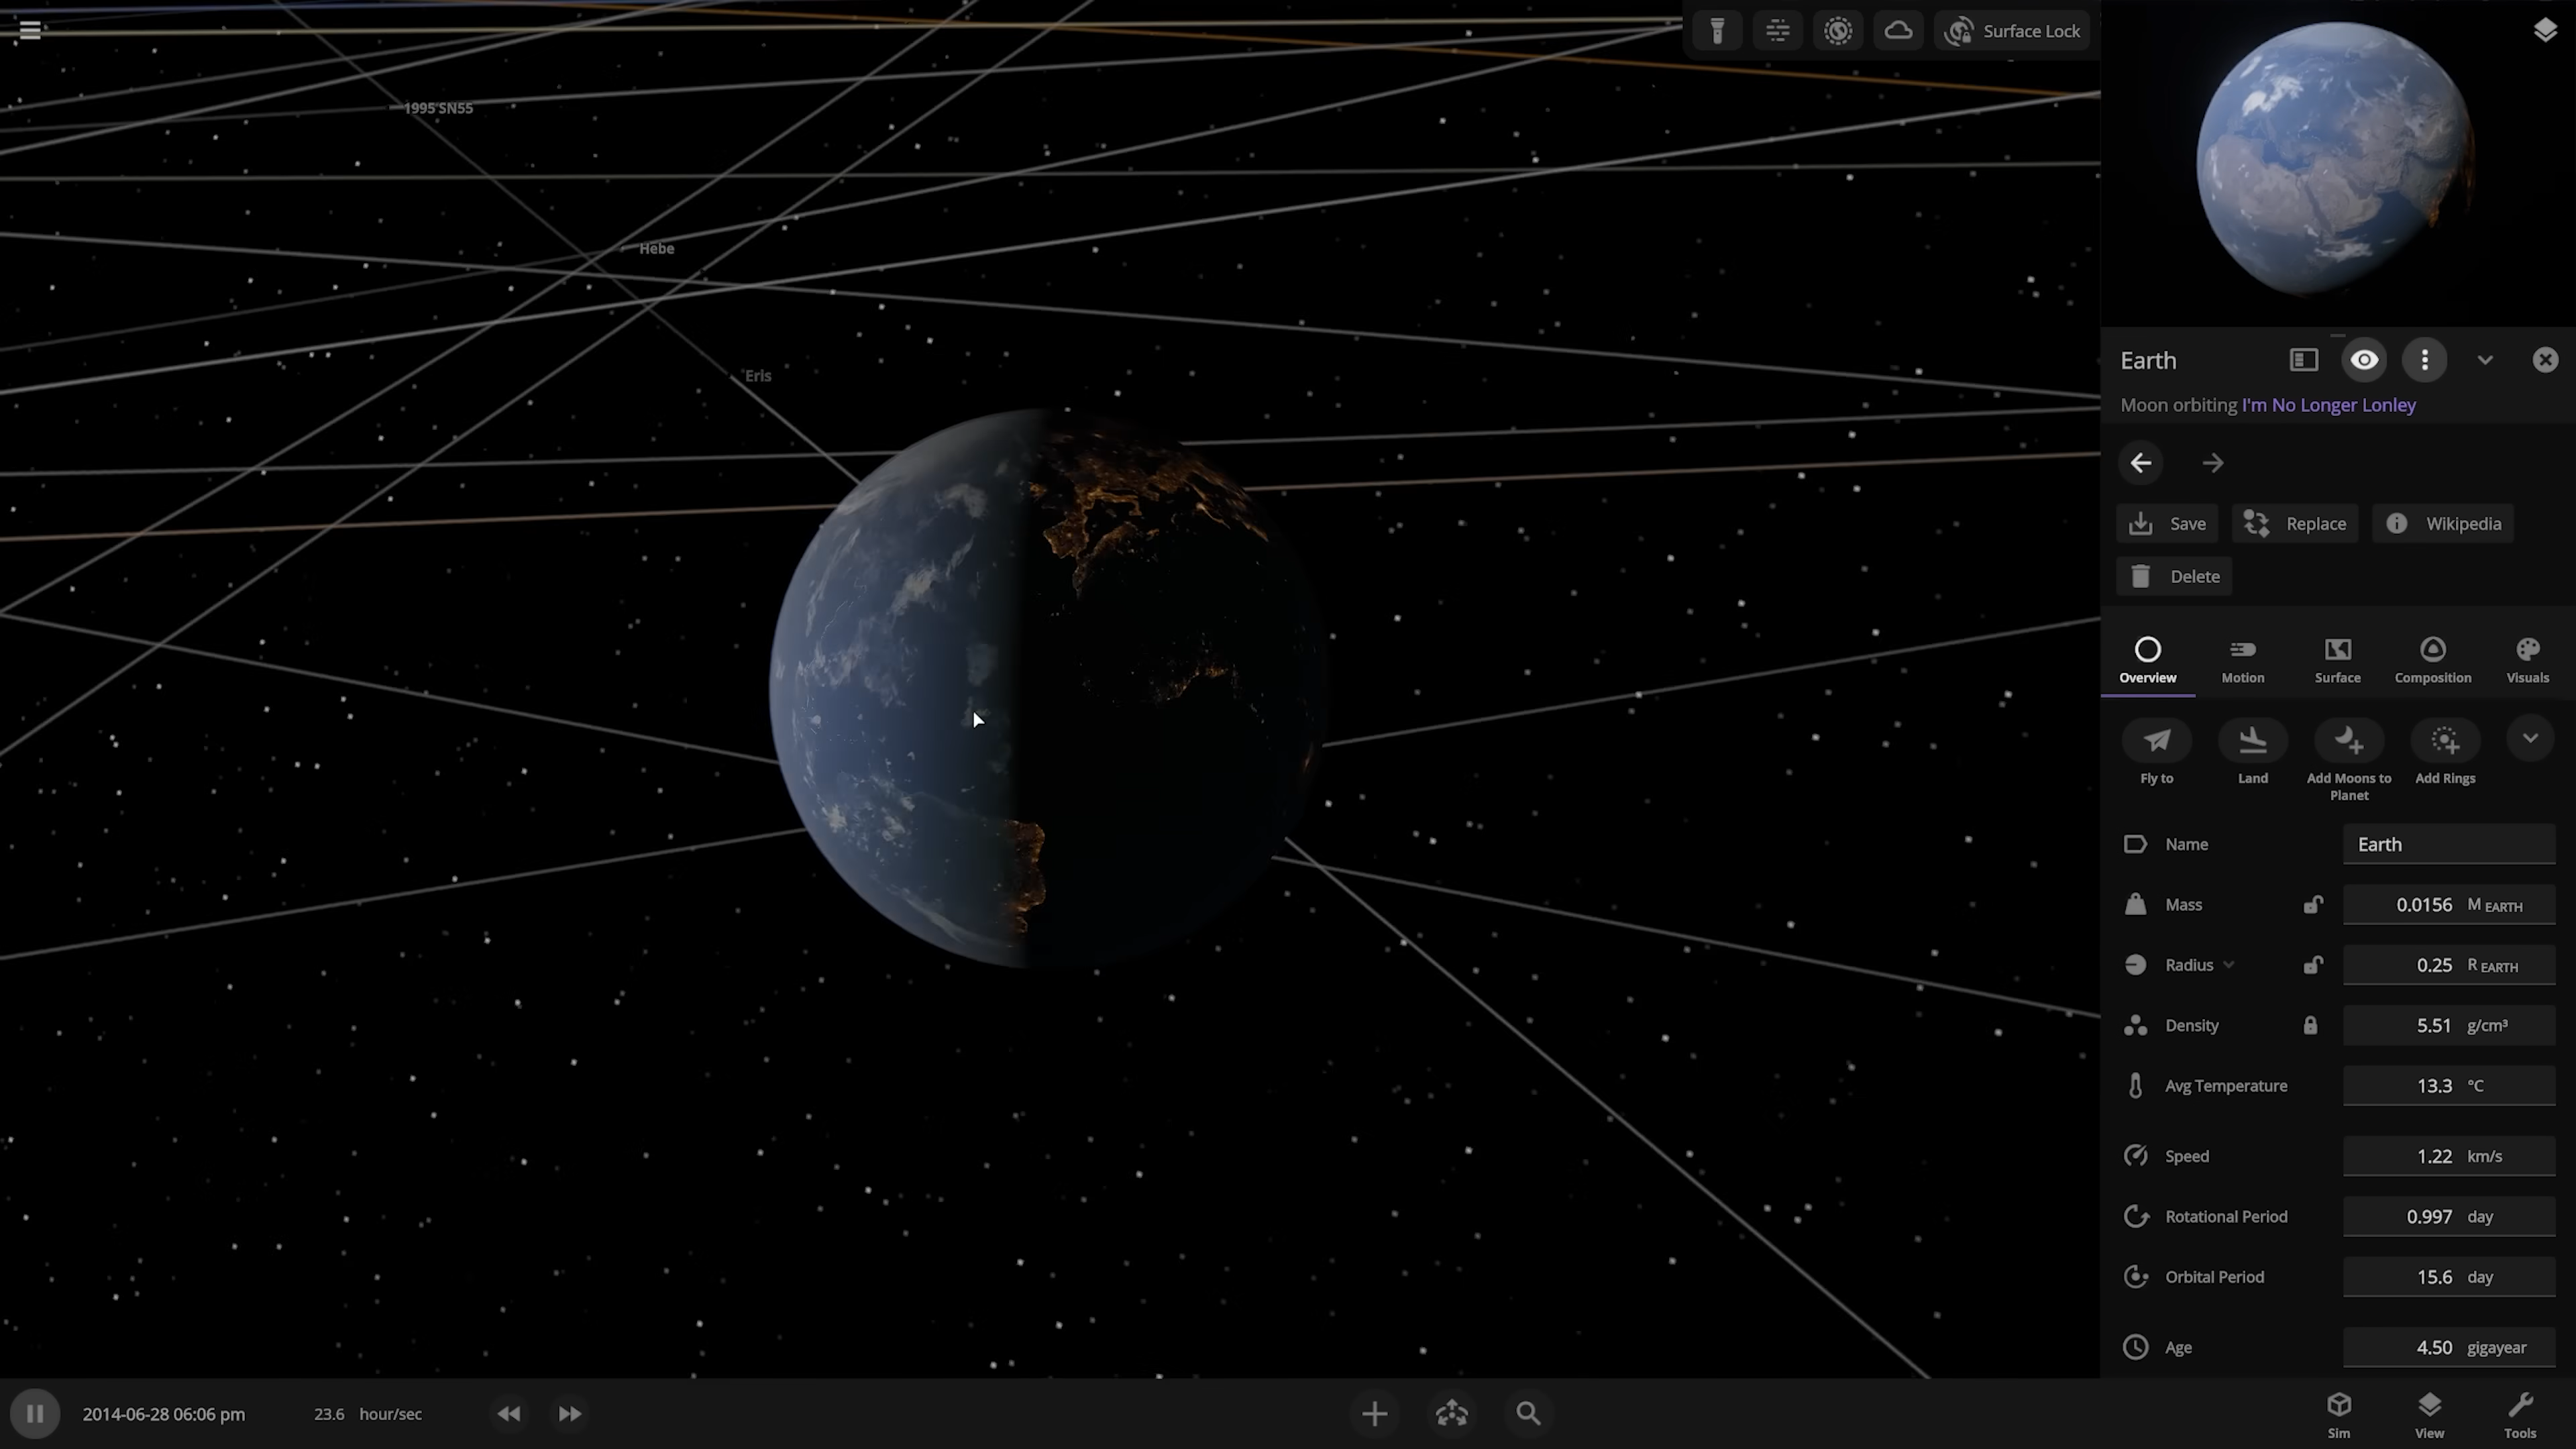 Surface Lock
1995 SN55
Hebe
Eris
Earth
Moon orbiting I'm No Longer Lonley
Save
Replace
Wikipedia
Delete
Overview
Motion
Surface
Composition
Visuals
Fly to
Land
Add Moons to
Planet
Add Rings
Name
Earth
Mass
0.0156 M EARTH
Radius
0.25 R EARTH
Density
5.51 g/cm³
Avg Temperature
13.3 °C
Speed
1.22 km/s
Rotational Period
0.997 day
Orbital Period
15.6 day
Age
4.50 gigayear
2014-06-28 06:06 pm
23.6 hour/sec
Sim
View
Tools